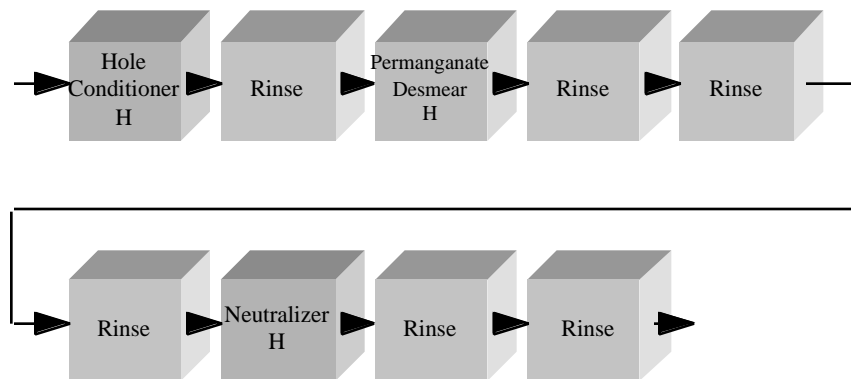 Hole
Conditioner
H
Rinse
Permanganate
Desmear
H
Rinse
Rinse
Rinse
Neutralizer
H
Rinse
Rinse